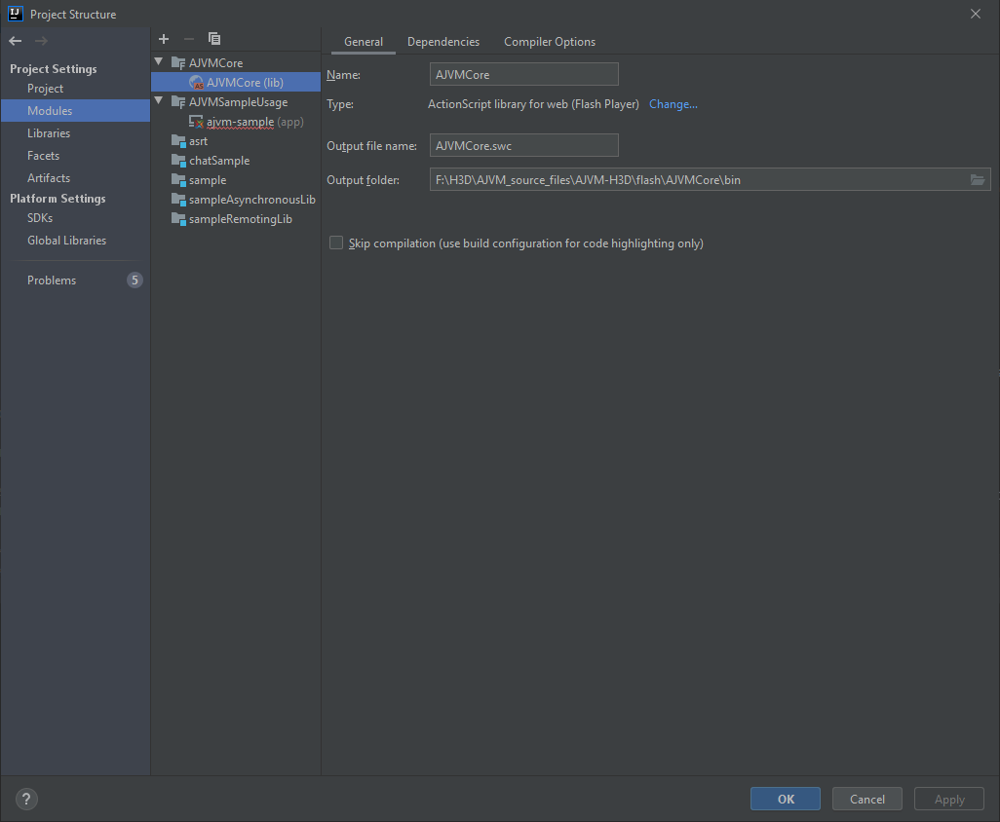 IJ Project Structure
Project Settings
Project
Modules
Libraries
Facets
Artifacts
Platform Settings
SDKs
Global Libraries
Problems 5
AJVMCore
AJVMCore (lib)
AJVMSampleUsage
ajvm-sample (app)
asrt
chatSample
sample
sampleAsynchronousLib
sampleRemotingLib
General Dependencies Compiler Options
Name: AJVMCore
Type: ActionScript library for web (Flash Player) Change...
Output file name: AJVMCore.swc
Output folder: F:\H3D\AJVM_source_files\AJVM-H3D\flash\AJVMCore\bin
Skip compilation (use build configuration for code highlighting only)
? OK Cancel Apply